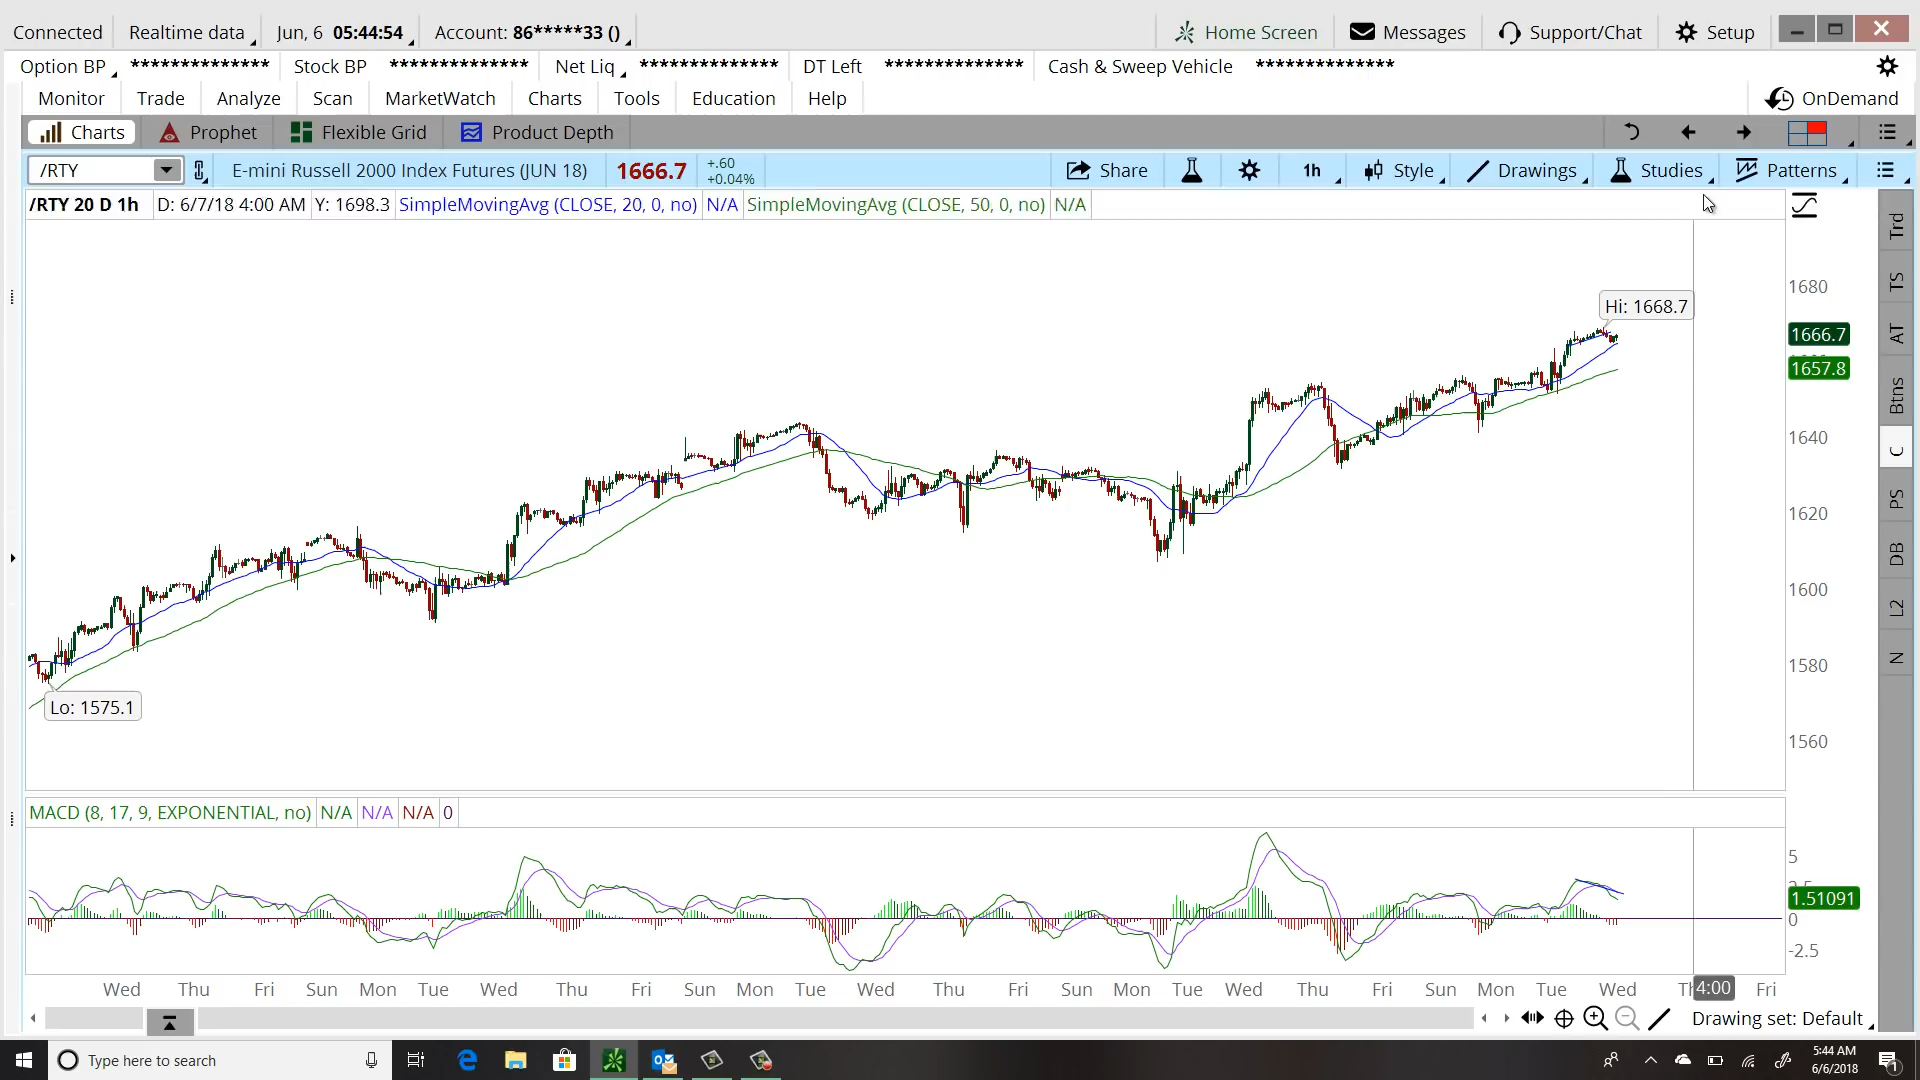 Connected Realtime data Jun, 6 05:44:54 Account: 86*****33 () Home Screen Messages Support/Chat Setup
Option BP ************** Stock BP ************** Net Liq ************** DT Left ************** Cash & Sweep Vehicle **************
Monitor Trade Analyze Scan MarketWatch Charts Tools Education Help OnDemand
Charts Prophet Flexible Grid Product Depth
/RTY E-mini Russell 2000 Index Futures (JUN 18) 1666.7 +.60 +0.04% Share 1h Style Drawings Studies Patterns
/RTY 20 D 1h D: 6/7/18 4:00 AM Y: 1698.3 SimpleMovingAvg (CLOSE, 20, 0, no) N/A SimpleMovingAvg (CLOSE, 50, 0, no) N/A
Trd
TS
AT
Btns
C
PS
DB
L2
N
1680
Hi: 1668.7
1666.7
1657.8
1640
1620
1600
1580
Lo: 1575.1
1560
MACD (8, 17, 9, EXPONENTIAL, no) N/A N/A N/A 0
5
1.51091
0
-2.5
Wed Thu Fri Sun Mon Tue Wed Thu Fri Sun Mon Tue Wed Thu Fri Sun Mon Tue Wed Thu Fri Sun Mon Tue Wed 4:00 Fri
Drawing set: Default
Type here to search
5:44 AM
6/6/2018
1